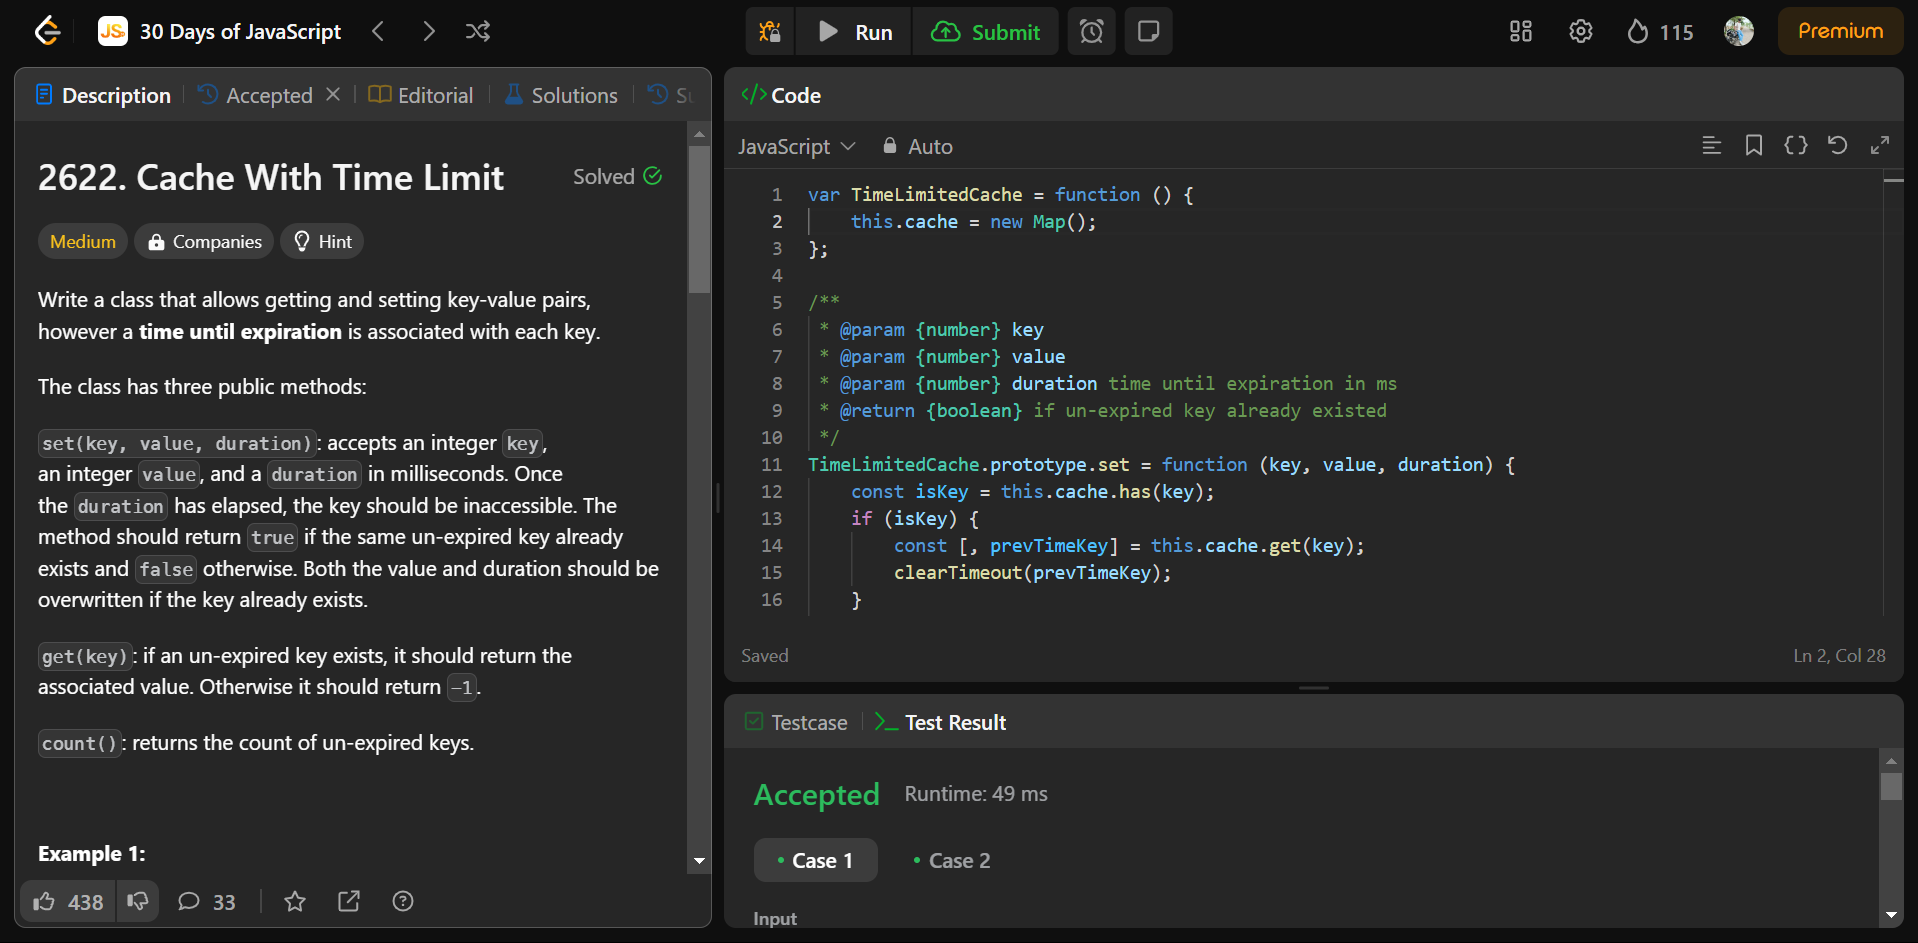 JS 30 Days of JavaScript
Run
Submit
115
Premium
Description
Accepted
Editorial
Solutions
2622. Cache With Time Limit
Solved
Medium
Companies
Hint
Write a class that allows getting and setting key-value pairs,
however a time until expiration is associated with each key.
The class has three public methods:
set(key, value, duration): accepts an integer key,
an integer value, and a duration in milliseconds. Once
the duration has elapsed, the key should be inaccessible. The
method should return true if the same un-expired key already
exists and false otherwise. Both the value and duration should be
overwritten if the key already exists.
get(key): if an un-expired key exists, it should return the
associated value. Otherwise it should return -1.
count(): returns the count of un-expired keys.
Example 1:
438
33
</> Code
JavaScript
Auto
1 var TimeLimitedCache = function () {
2 this.cache = new Map();
3 };
4
5 /**
6 * @param {number} key
7 * @param {number} value
8 * @param {number} duration time until expiration in ms
9 * @return {boolean} if un-expired key already existed
10 */
11 TimeLimitedCache.prototype.set = function (key, value, duration) {
12 const isKey = this.cache.has(key);
13 if (isKey) {
14 const [, prevTimeKey] = this.cache.get(key);
15 clearTimeout(prevTimeKey);
16 }
Saved
Ln 2, Col 28
Testcase
Test Result
Accepted
Runtime: 49 ms
• Case 1
• Case 2
Input